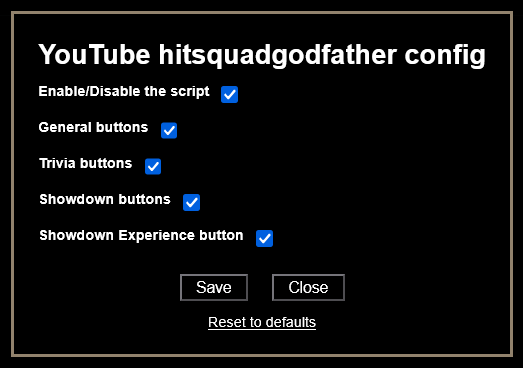 YouTube hitsquadgodfather config
Enable/Disable the script
General buttons
Trivia buttons
Showdown buttons
Showdown Experience button
Save Close
Reset to defaults